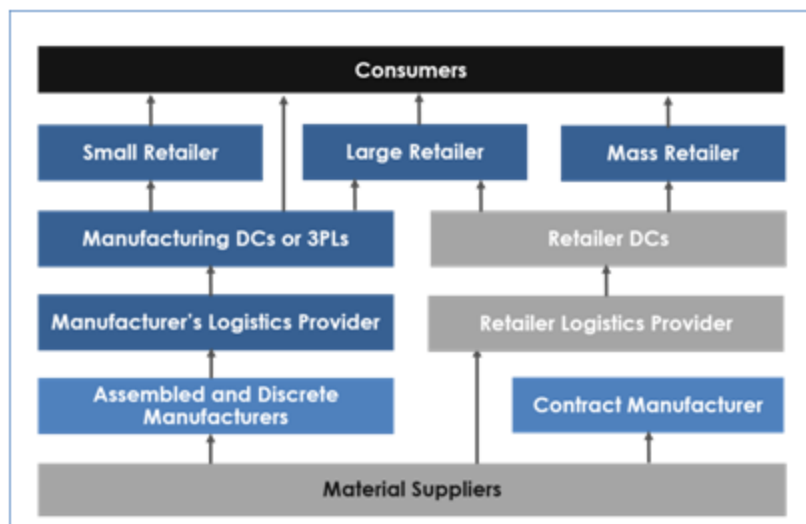 Consumers
Small Retailer
Large Retailer
Mass Retailer
Manufacturing DCs or 3PLs
Retailer DCs
Manufacturer's Logistics Provider
Retailer Logistics Provider
Assembled and Discrete
Manufacturers
Contract Manufacturer
Material Suppliers